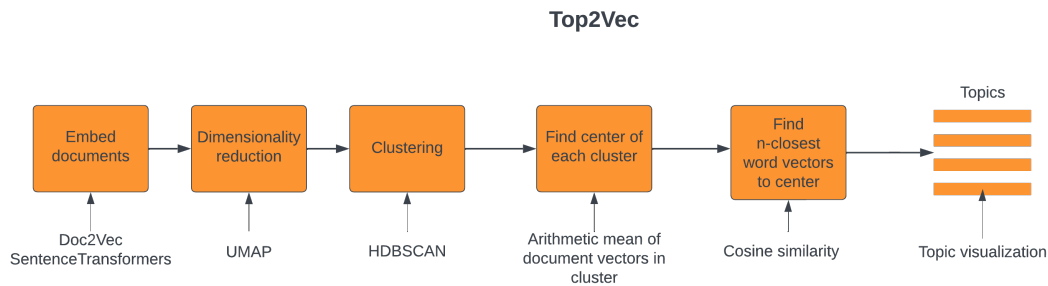 Top2Vec
Embed
documents
Dimensionality
reduction
Clustering
Find center of
each cluster
Find
n-closest
word vectors
to center
Topics
Doc2Vec
SentenceTransformers
UMAP
HDBSCAN
Arithmetic mean of
document vectors in
cluster
Cosine similarity
Topic visualization